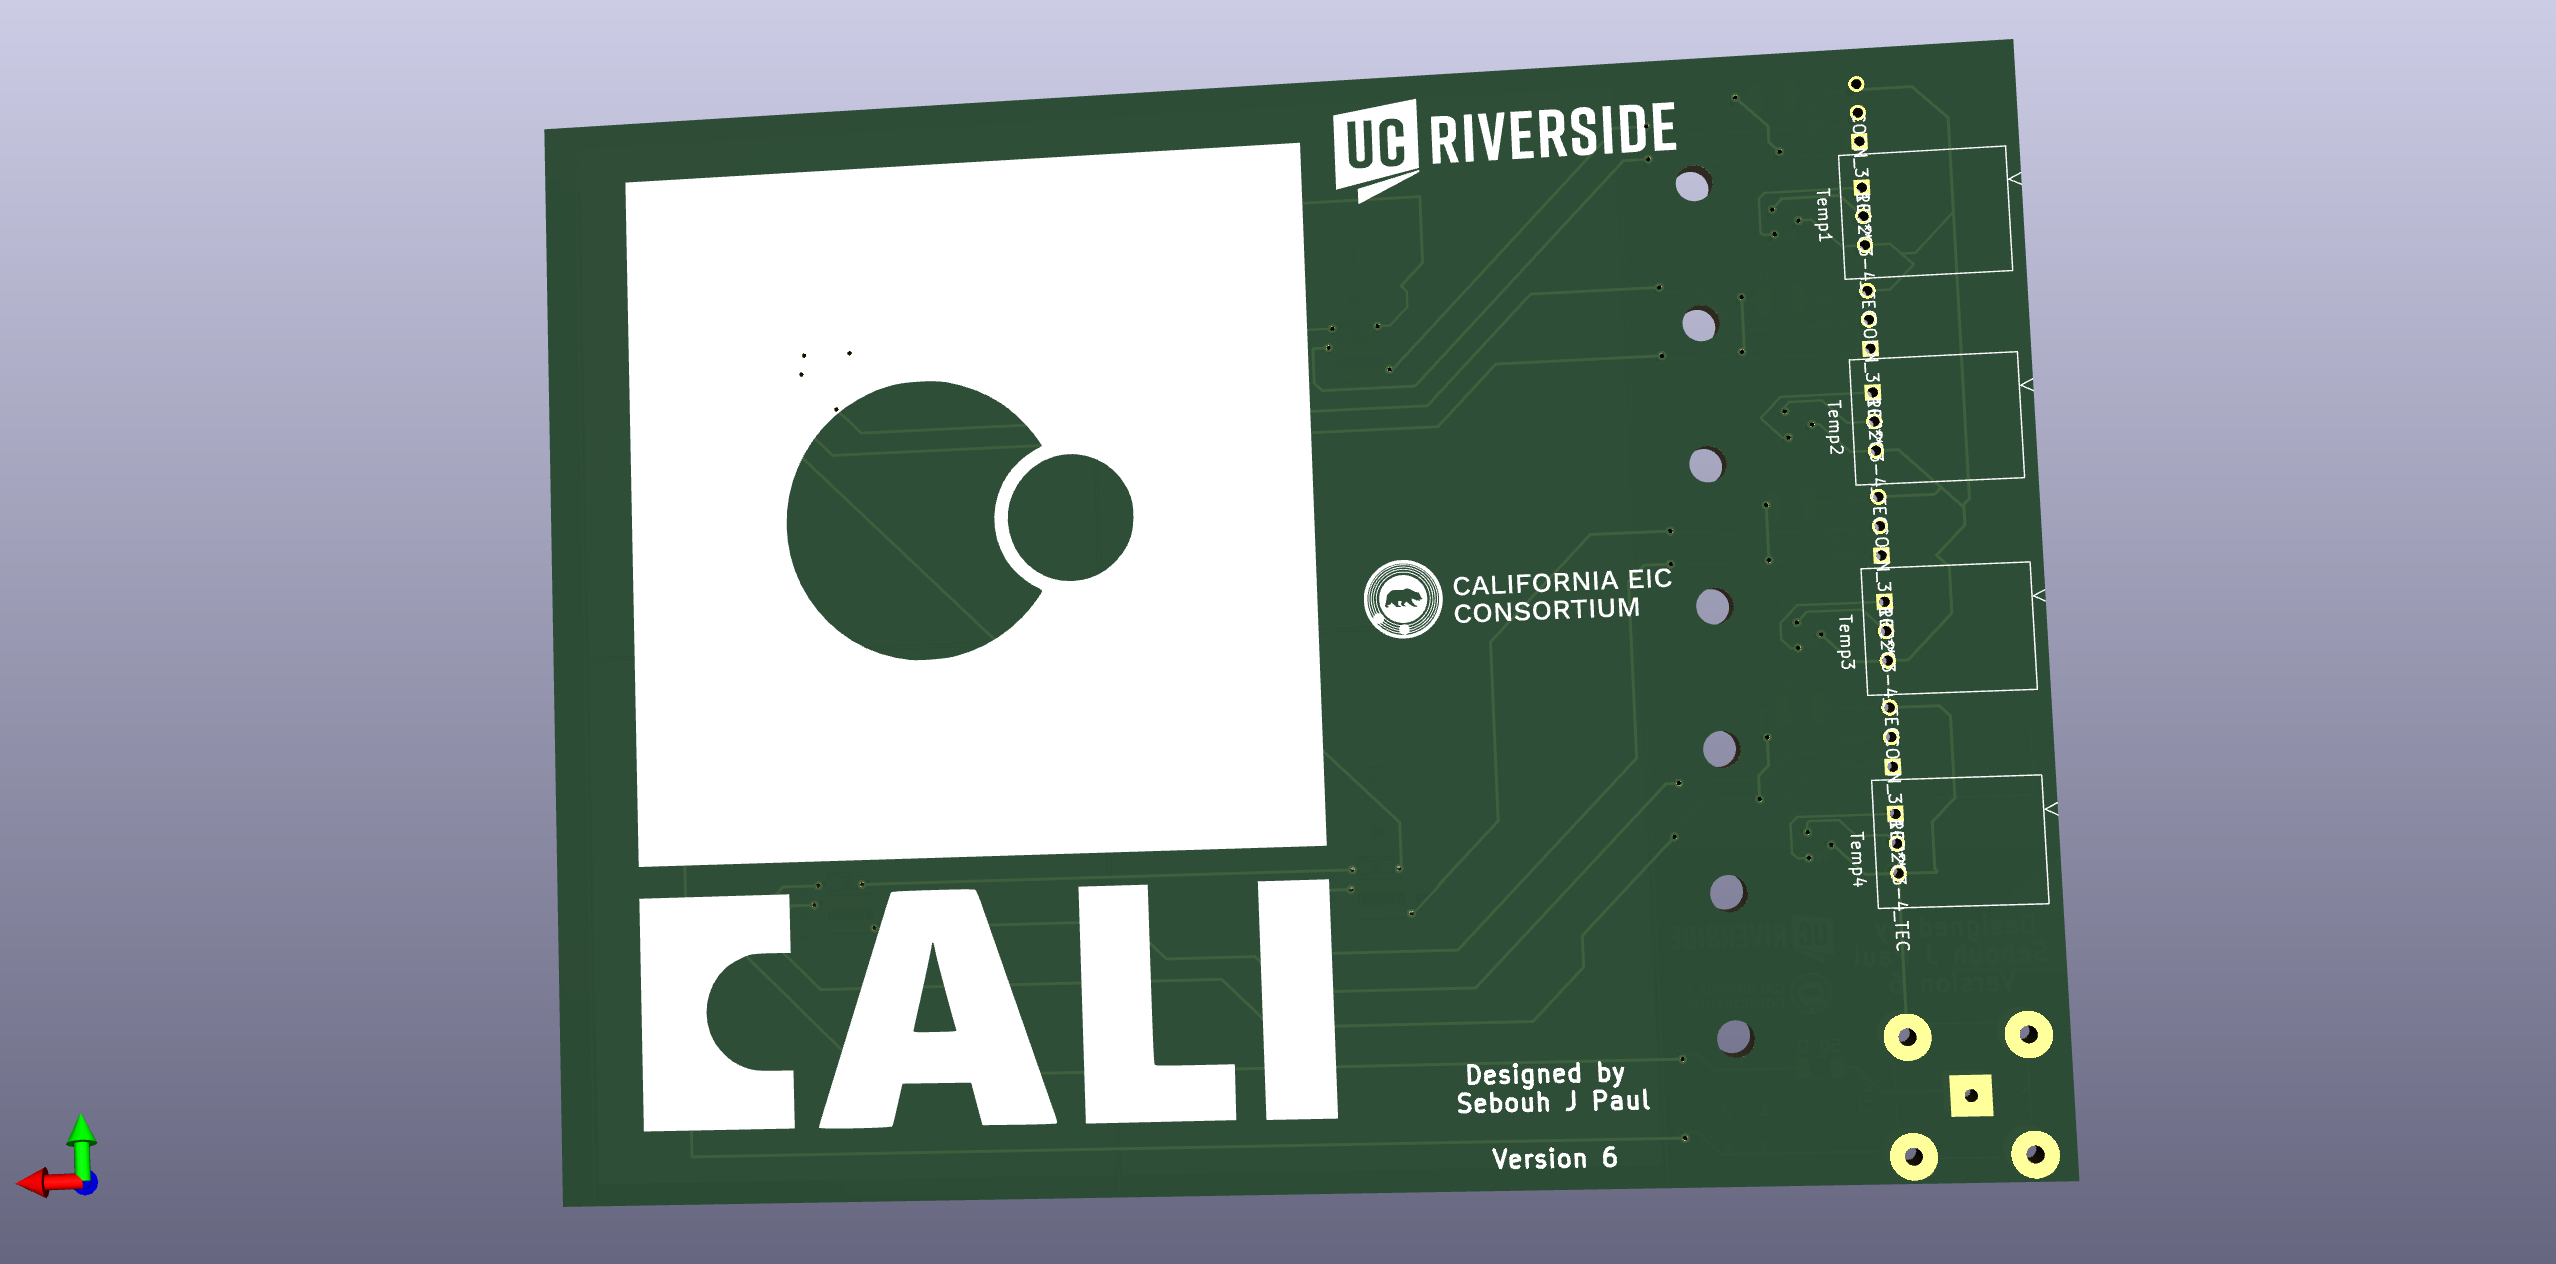 UC RIVERSIDE
Temp1
Temp2
CALIFORNIA EIC
CONSORTIUM
Temp3
Temp4
CALI
Designed by
Sebouh J Paul
Version 6